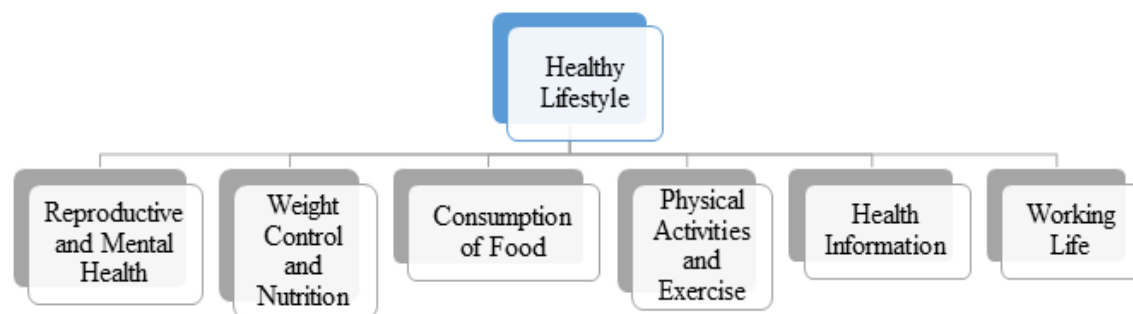 Healthy
Lifestyle
Reproductive
and Mental
Health
Weight
Control
and
Nutrition
Consumption
of Food
Physical
Activities
and
Exercise
Health
Information
Working
Life